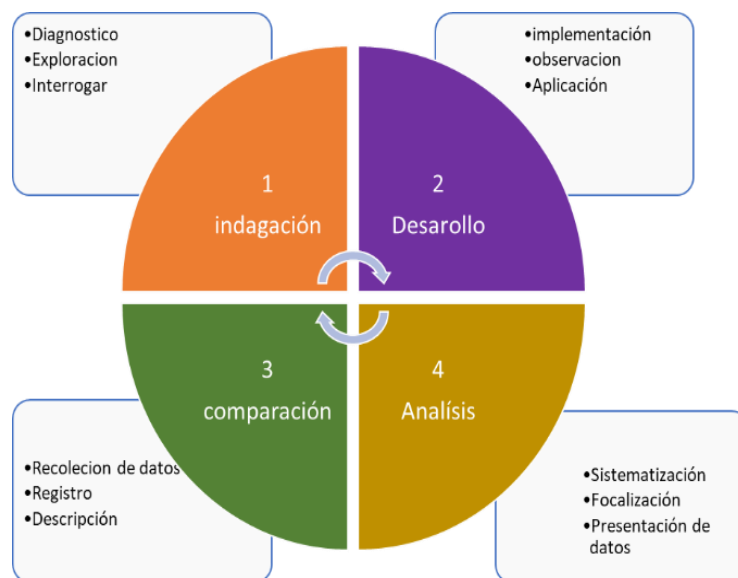 •Diagnostico
•Exploracion
•Interrogar
•implementación
•observacion
•Aplicación
1
indagación
2
Desarollo
3
comparación
4
Analísis
•Recolecion de datos
•Registro
•Descripción
•Sistematización
•Focalización
•Presentación de
datos